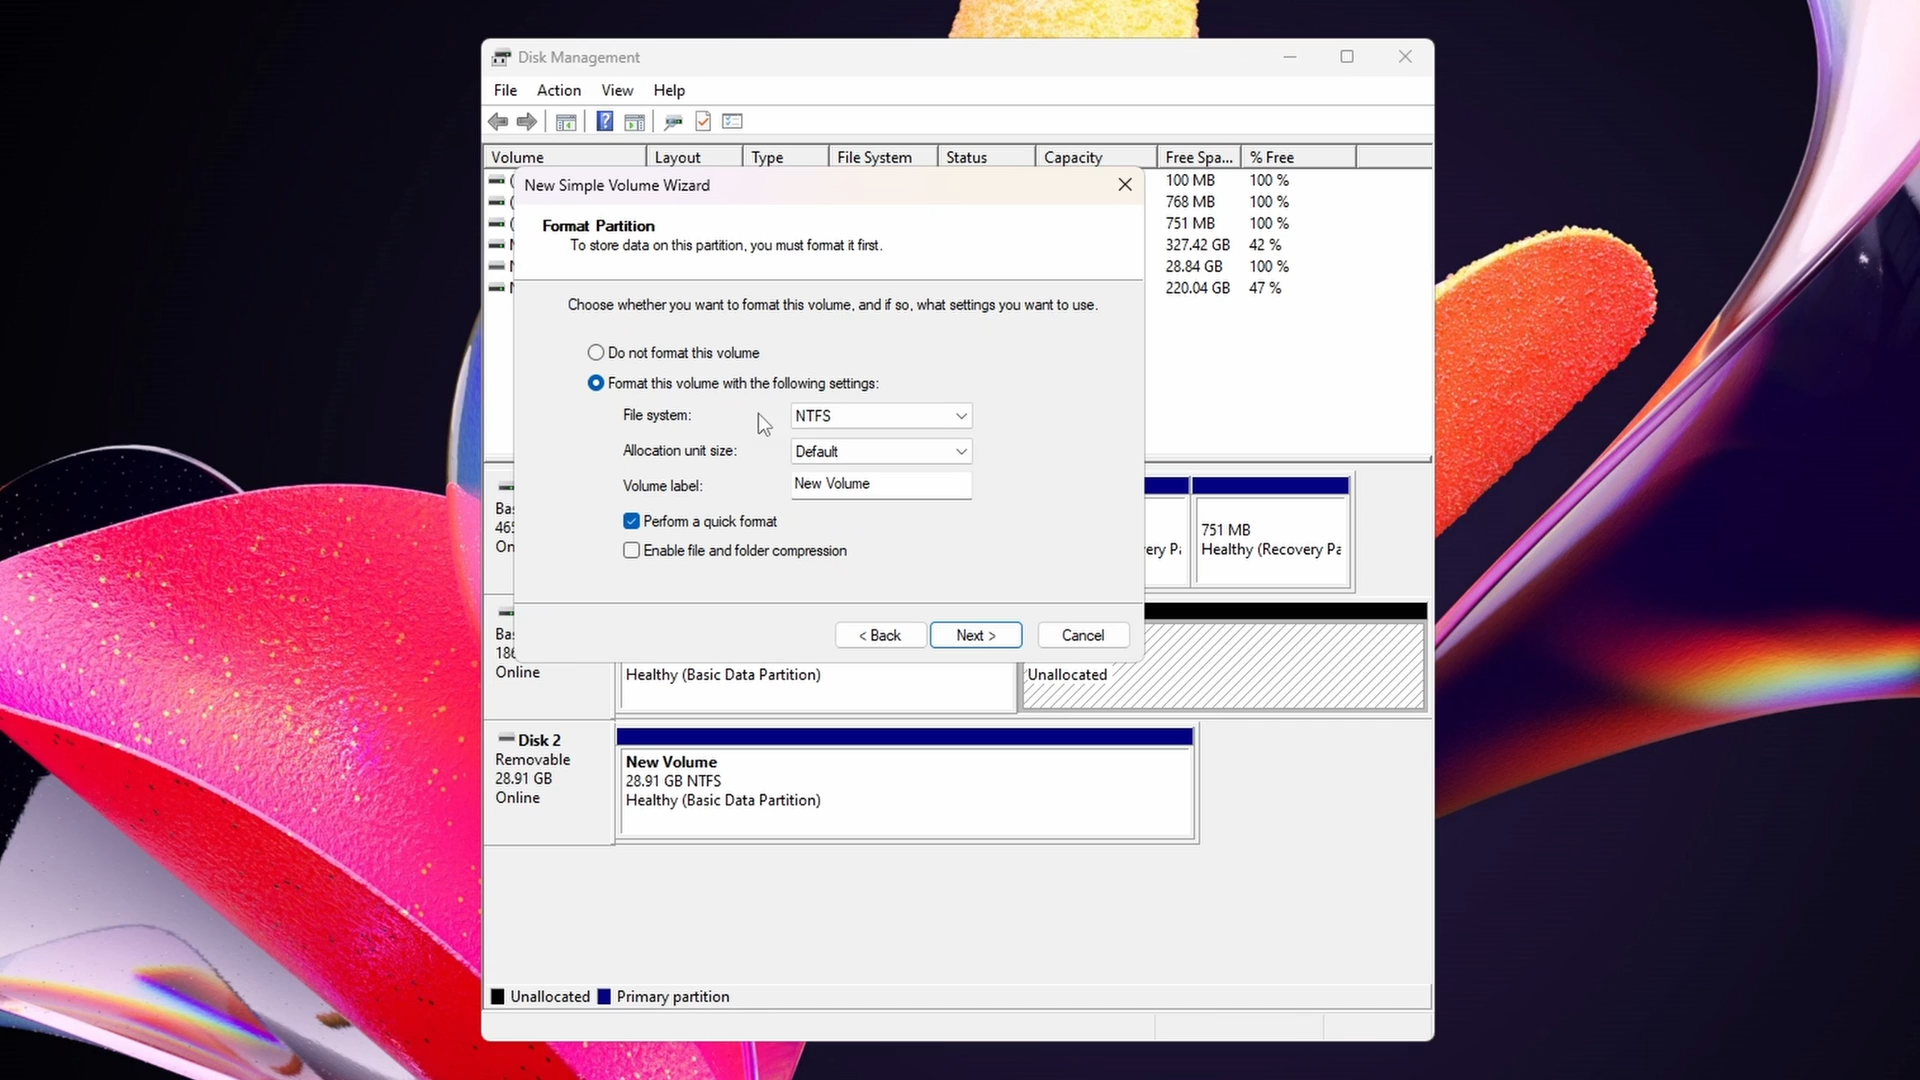 Disk Management
File Action View Help
Volume Layout Type File System Status Capacity Free Spa... % Free
100 MB 100 %
768 MB 100 %
751 MB 100 %
327.42 GB 42 %
28.84 GB 100 %
220.04 GB 47 %
New Simple Volume Wizard
Format Partition
To store data on this partition, you must format it first.
Choose whether you want to format this volume, and if so, what settings you want to use.
Do not format this volume
Format this volume with the following settings:
File system: NTFS
Allocation unit size: Default
Volume label: New Volume
Perform a quick format
Enable file and folder compression
< Back Next > Cancel
751 MB
Healthy (Recovery Pa
Online
Healthy (Basic Data Partition)
Unallocated
Disk 2
Removable
28.91 GB
Online
New Volume
28.91 GB NTFS
Healthy (Basic Data Partition)
Unallocated Primary partition